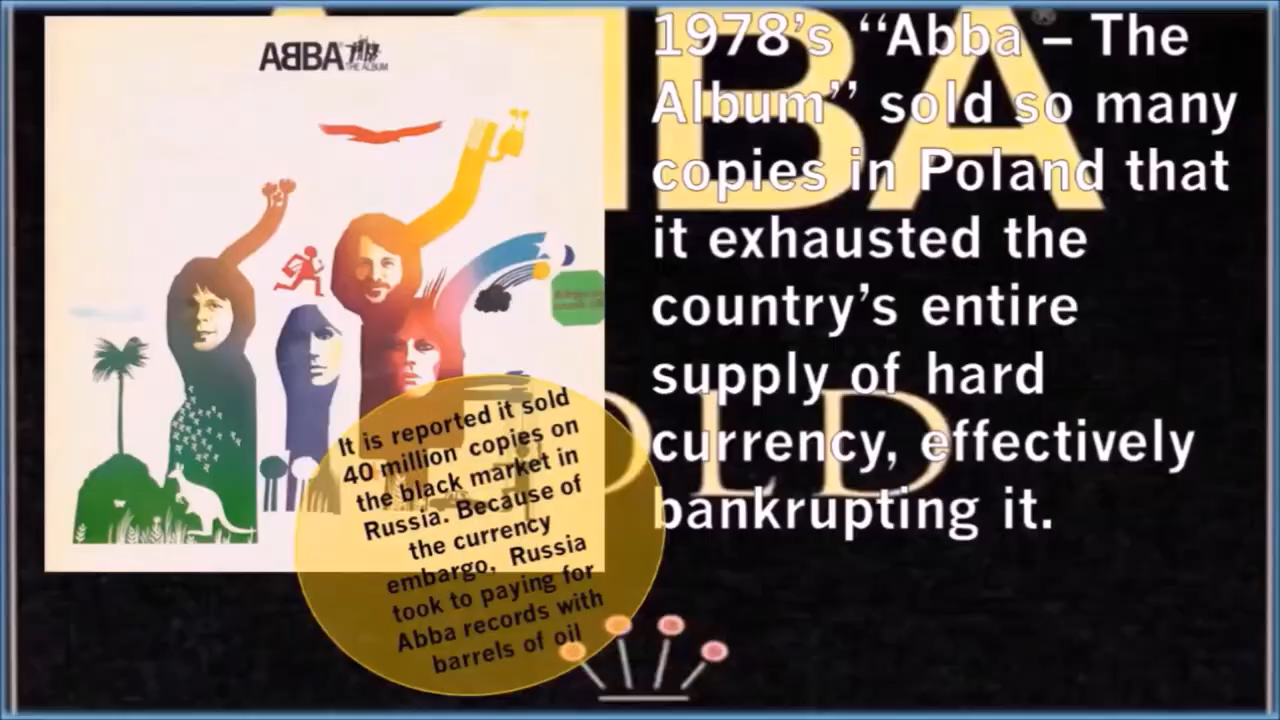 ABBA
THE ALBUM
1978’s “Abba – The
Album” sold so many
copies in Poland that
it exhausted the
country’s entire
supply of hard
currency, effectively
bankrupting it.
It is reported it sold
40 million copies on
the black market in
Russia. Because of
the currency
embargo, Russia
took to paying for
Abba records with
barrels of oil